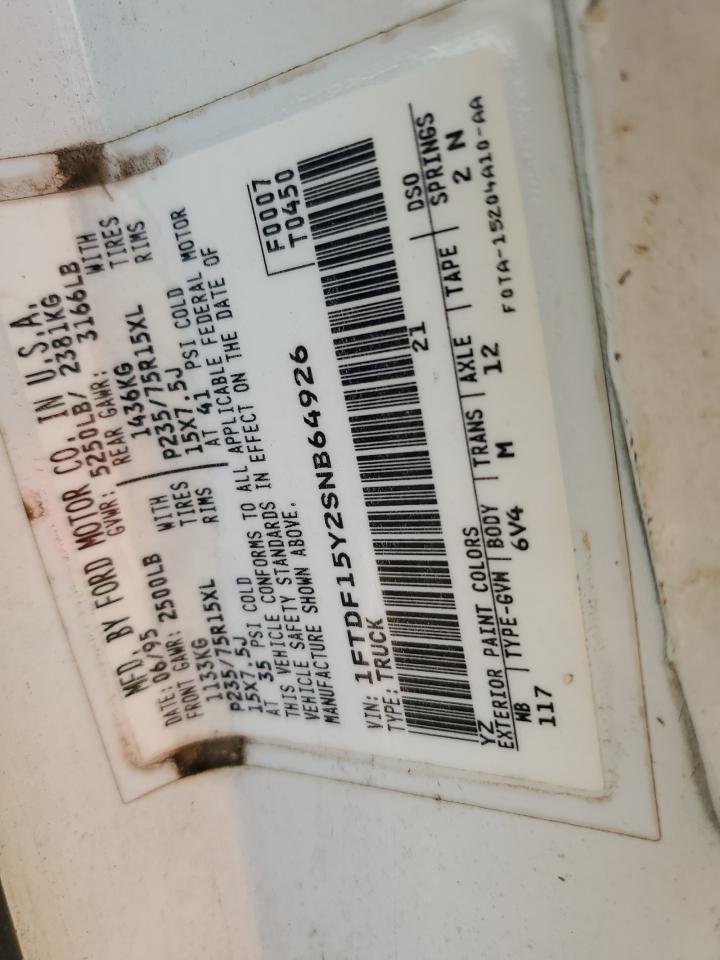 MFD. BY FORD MOTOR CO. IN U.S.A.
DATE: 06/95 GVWR: 5250LB/ 2381KG
FRONT GAWR: 2500LB REAR GAWR: 3166LB
1133KG WITH 1436KG WITH
P235/75R15XL TIRES P235/75R15XL TIRES
15X7.5J RIMS 15X7.5J RIMS
AT 35 PSI COLD AT 41 PSI COLD
THIS VEHICLE CONFORMS TO ALL APPLICABLE FEDERAL MOTOR
VEHICLE SAFETY STANDARDS IN EFFECT ON THE DATE OF
MANUFACTURE SHOWN ABOVE.
F0007
T0450
VIN: 1FTDF15Y2SNB64926
TYPE: TRUCK
21
YZ DSO
EXTERIOR PAINT COLORS
WB TYPE-GVW BODY TRANS AXLE TAPE SPRINGS
117 6V4 M 12 2 N
F0TA-15204A10-AA